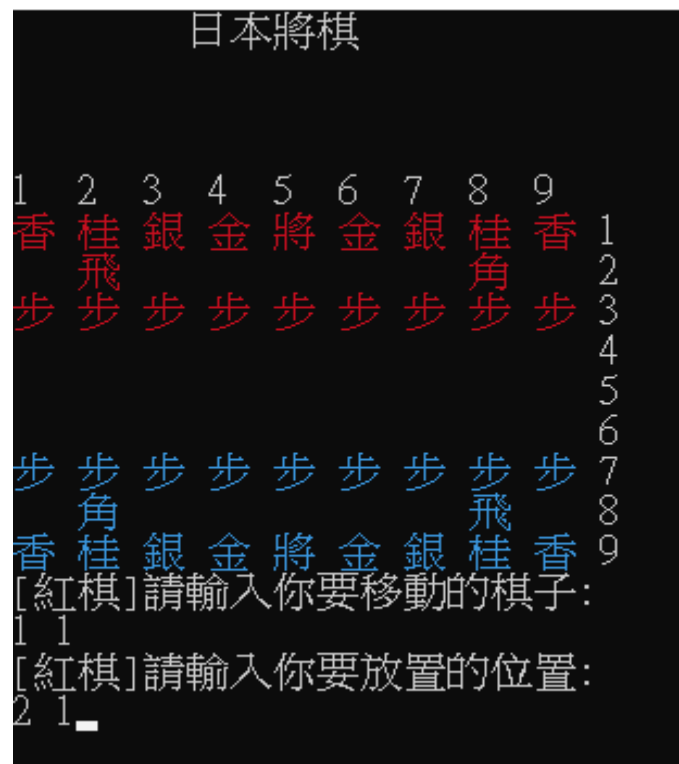 日本將棋
1 2 3 4 5 6 7 8 9
香 桂 銀 金 將 金 銀 桂 香 1
飛 角 2
步 步 步 步 步 步 步 步 步 3
4
5
6
步 步 步 步 步 步 步 步 步 7
角 飛 8
香 桂 銀 金 將 金 銀 桂 香 9
[紅棋]請輸入你要移動的棋子:
1 1
[紅棋]請輸入你要放置的位置:
2 1